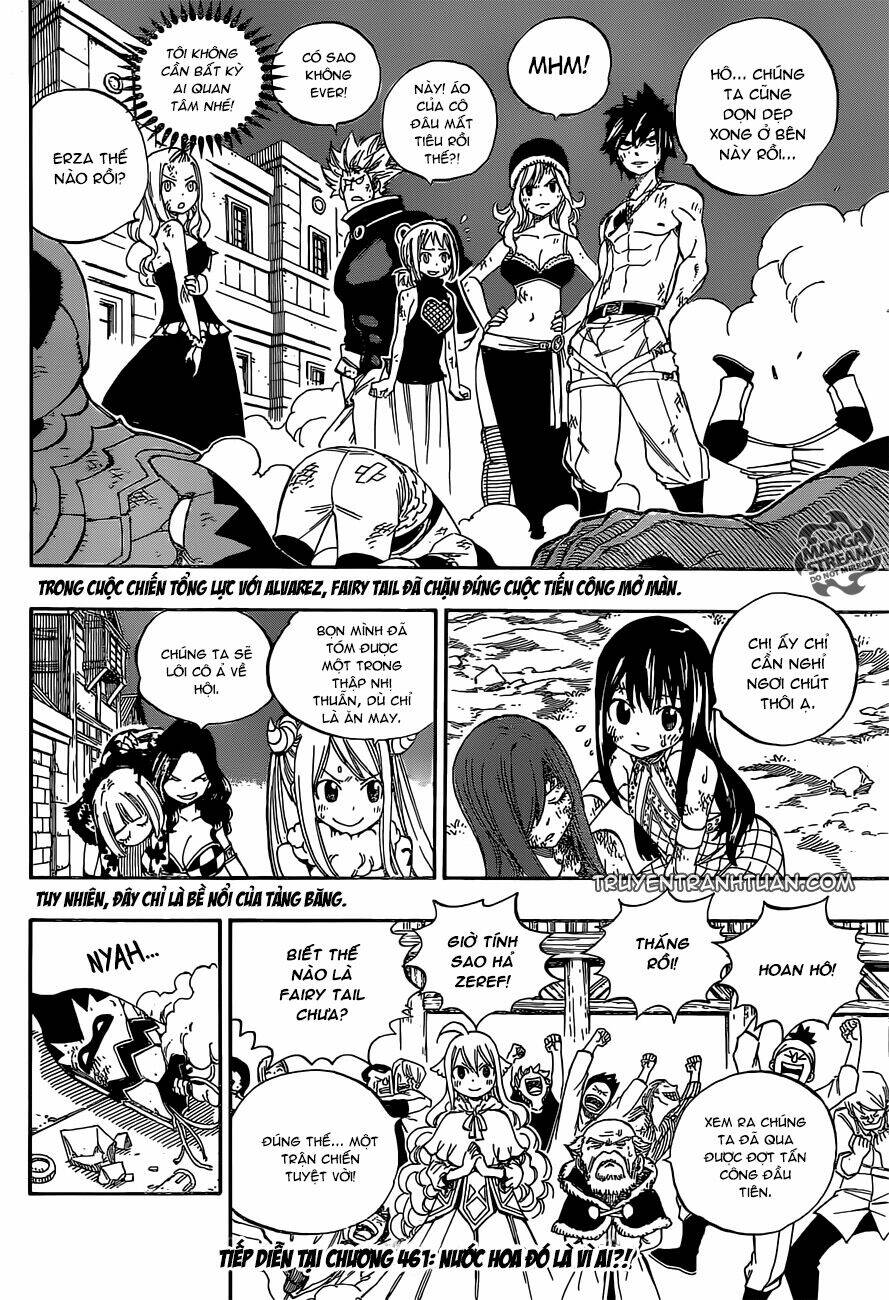 ERZA THẾ
NÀO RỒI?
TÔI KHÔNG
CẦN BẤT KỲ
AI QUAN
TÂM NHÉ!
CÓ SAO
KHÔNG
EVER!
NÀY! ÁO
CỦA CÔ
ĐÂU MẤT
TIÊU RỒI
THẾ?!
MHM!
HÔ... CHÚNG
TA CŨNG
DỌN DẸP
XONG Ở BÊN
NÀY RỒI...
MANGA
STREAM
DO NOT MIRROR
TRONG CUỘC CHIẾN TỔNG LỰC VỚI ALVAREZ, FAIRY TAIL ĐÃ CHẶN ĐỨNG CUỘC TIẾN CÔNG MỞ MÀN.
CHÚNG TA SẼ
LÔI CÔ Ả VỀ
HỘI.
BỌN MÌNH ĐÃ
TÓM ĐƯỢC
MỘT TRONG
THẬP NHỊ
THUẪN, DÙ CHỈ
LÀ ĂN MAY.
CHỊ ẤY CHỈ
CẦN NGHỈ
NGƠI CHÚT
THÔI Ạ.
TRUYENTRANHTUAN.COM
TUY NHIÊN, ĐÂY CHỈ LÀ BỀ NỔI CỦA TẢNG BĂNG.
NYAH...
BIẾT THẾ
NÀO LÀ
FAIRY TAIL
CHƯA?
GIỜ TÍNH
SAO HẢ
ZEREF!
THẮNG
RỒI!
HOAN HÔ!
ĐÚNG THẾ... MỘT
TRẬN CHIẾN
TUYỆT VỜI!
XEM RA CHÚNG
TA ĐÃ QUA
ĐƯỢC ĐỢT TẤN
CÔNG ĐẦU
TIÊN.
TIẾP DIỄN TẠI CHƯƠNG 461: NƯỚC HOA ĐÓ LÀ VÌ AI?!